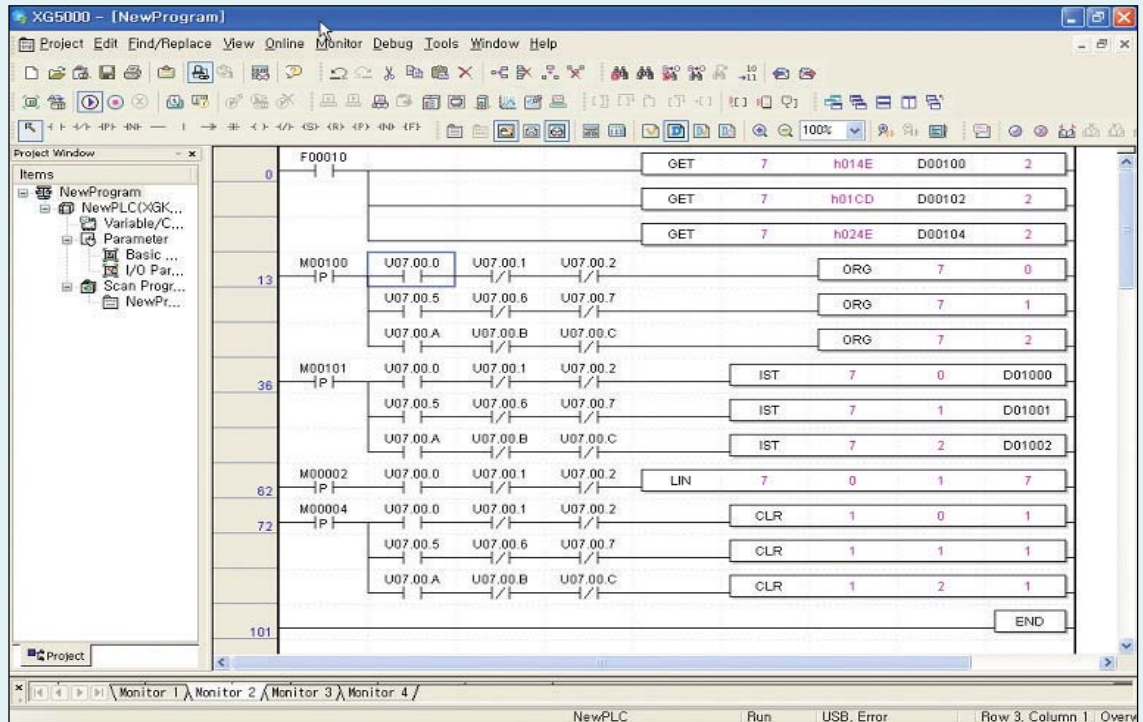 XG5000 - [NewProgram]
Project Edit Find/Replace View Online Monitor Debug Tools Window Help
100%
Project Window
Items
NewProgram
NewPLC(XGK,...
Variable/C...
Parameter
Basic ...
I/O Par...
Scan Progr...
NewPr...
F00010
0 GET 7 h014E D00100 2
GET 7 h01CD D00102 2
GET 7 h024E D00104 2
M00100 U07.00.0 U07.00.1 U07.00.2
13 P ORG 7 0
U07.00.5 U07.00.6 U07.00.7
ORG 7 1
U07.00.A U07.00.B U07.00.C
ORG 7 2
M00101 U07.00.0 U07.00.1 U07.00.2
36 P IST 7 0 D01000
U07.00.5 U07.00.6 U07.00.7
IST 7 1 D01001
U07.00.A U07.00.B U07.00.C
IST 7 2 D01002
M00002 U07.00.0 U07.00.1 U07.00.2
62 P LIN 7 0 1 7
M00004 U07.00.0 U07.00.1 U07.00.2
72 P CLR 1 0 1
U07.00.5 U07.00.6 U07.00.7
CLR 1 1 1
U07.00.A U07.00.B U07.00.C
CLR 1 2 1
101 END
Project
Monitor 1 Monitor 2 Monitor 3 Monitor 4
NewPLC Run USB, Error Row 3, Column 1 Overw